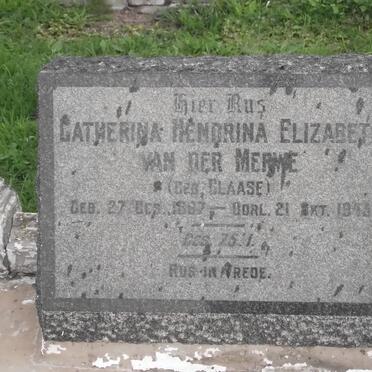 Hier Rus
CATHERINA HENDRINA ELIZABET
VAN DER MERWE
(GEB. CLAASE)
GEB. 27 DES. 1867 — OORL. 21 OKT. 1943
RUS IN VREDE.